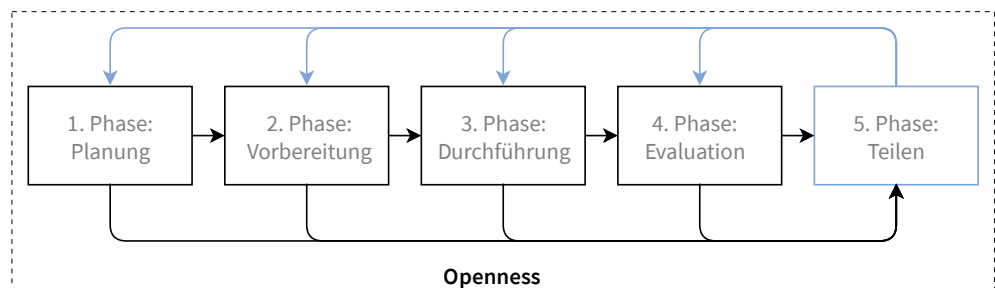 1. Phase:
Planung
2. Phase:
Vorbereitung
3. Phase:
Durchführung
4. Phase:
Evaluation
5. Phase:
Teilen
Openness